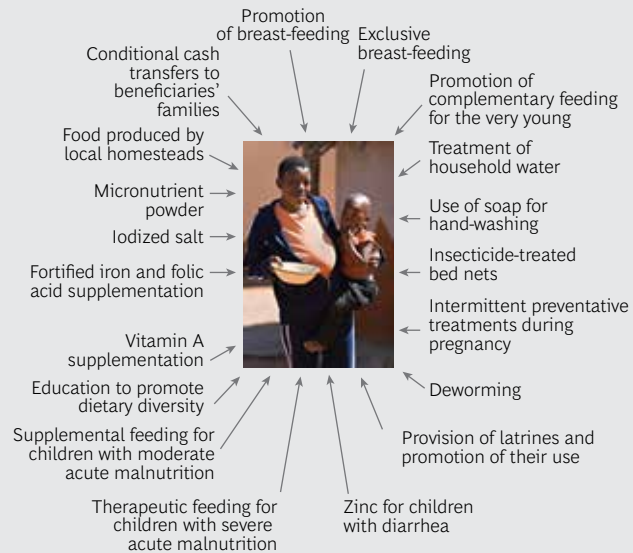 Promotion
of breast-feeding
Exclusive
breast-feeding
Promotion of
complementary feeding
for the very young
Treatment of
household water
Use of soap for
hand-washing
Insecticide-treated
bed nets
Intermittent preventative
treatments during
pregnancy
Deworming
Provision of latrines and
promotion of their use
Zinc for children
with diarrhea
Therapeutic feeding for
children with severe
acute malnutrition
Supplemental feeding for
children with moderate
acute malnutrition
Education to promote
dietary diversity
Vitamin A
supplementation
Fortified iron and folic
acid supplementation
Iodized salt
Micronutrient
powder
Food produced by
local homesteads
Conditional cash
transfers to
beneficiaries’
families